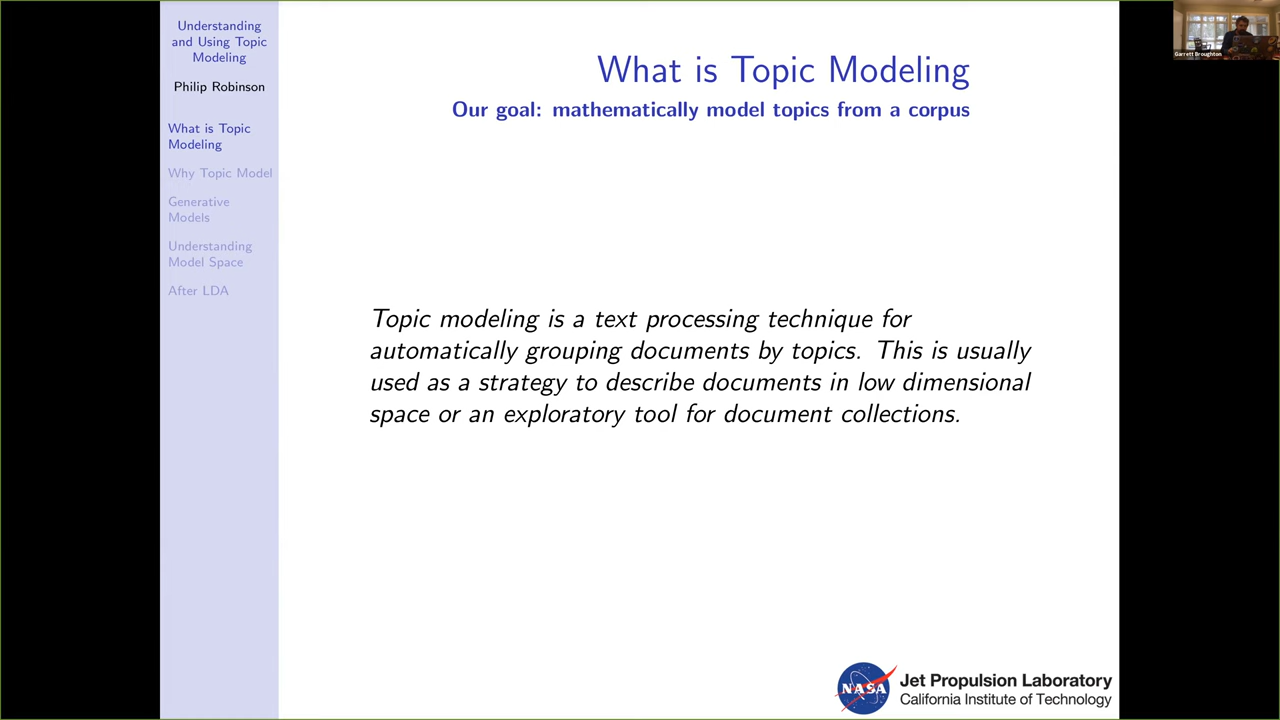 Understanding
and Using Topic
Modeling
Philip Robinson
What is Topic
Modeling
Why Topic Model
Generative
Models
Understanding
Model Space
After LDA
What is Topic Modeling
Our goal: mathematically model topics from a corpus
Topic modeling is a text processing technique for
automatically grouping documents by topics. This is usually
used as a strategy to describe documents in low dimensional
space or an exploratory tool for document collections.
NASA
Jet Propulsion Laboratory
California Institute of Technology
Garrett Broughton